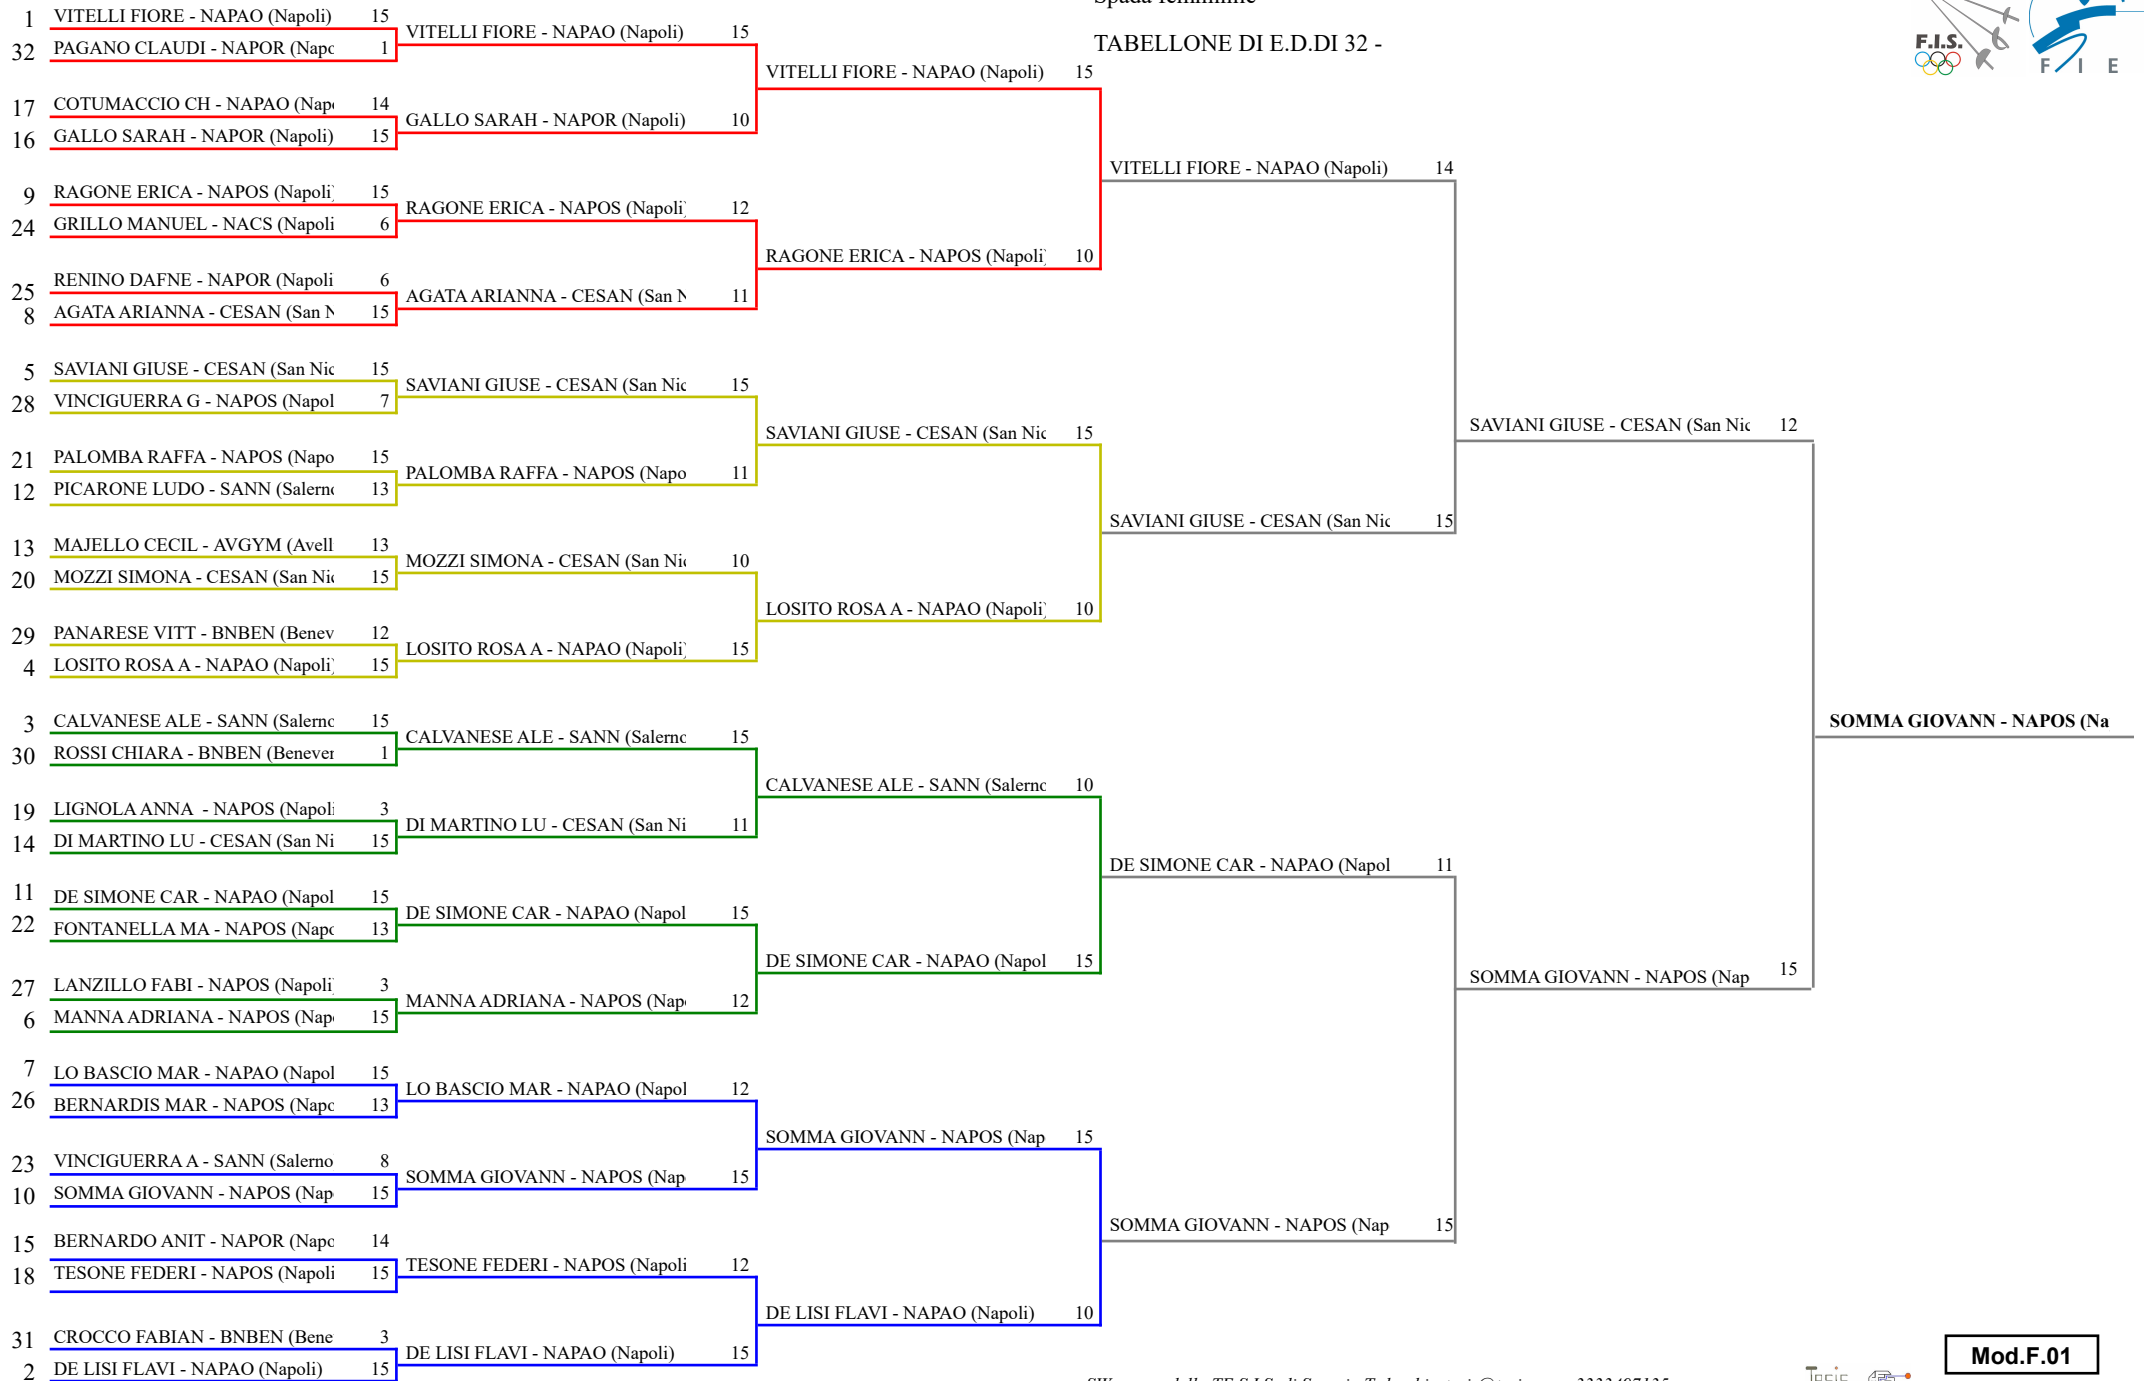 Spada femminile
TABELLONE DI E.D.DI 32 -
F.I.S.
F I E
1 VITELLI FIORE - NAPAO (Napoli) 15
32 PAGANO CLAUDI - NAPOR (Napo 1
17 COTUMACCIO CH - NAPAO (Nap 14
16 GALLO SARAH - NAPOR (Napoli) 15
9 RAGONE ERICA - NAPOS (Napoli) 15
24 GRILLO MANUEL - NACS (Napoli 6
25 RENINO DAFNE - NAPOR (Napoli 6
8 AGATA ARIANNA - CESAN (San N 15
5 SAVIANI GIUSE - CESAN (San Nic 15
28 VINCIGUERRA G - NAPOS (Napol 7
21 PALOMBA RAFFA - NAPOS (Napo 15
12 PICARONE LUDO - SANN (Salerno 13
13 MAJELLO CECIL - AVGYM (Avell 13
20 MOZZI SIMONA - CESAN (San Nic 15
29 PANARESE VITT - BNBEN (Benev 12
4 LOSITO ROSA A - NAPAO (Napoli) 15
3 CALVANESE ALE - SANN (Salerno 15
30 ROSSI CHIARA - BNBEN (Beneven 1
19 LIGNOLA ANNA - NAPOS (Napoli 3
14 DI MARTINO LU - CESAN (San Ni 15
11 DE SIMONE CAR - NAPAO (Napol 15
22 FONTANELLA MA - NAPOS (Napo 13
27 LANZILLO FABI - NAPOS (Napoli) 3
6 MANNA ADRIANA - NAPOS (Nap 15
7 LO BASCIO MAR - NAPAO (Napol 15
26 BERNARDIS MAR - NAPOS (Napo 13
23 VINCIGUERRA A - SANN (Salerno 8
10 SOMMA GIOVANN - NAPOS (Nap 15
15 BERNARDO ANIT - NAPOR (Napo 14
18 TESONE FEDERI - NAPOS (Napoli 15
31 CROCCO FABIAN - BNBEN (Bene 3
2 DE LISI FLAVI - NAPAO (Napoli) 15
VITELLI FIORE - NAPAO (Napoli) 15
GALLO SARAH - NAPOR (Napoli) 10
RAGONE ERICA - NAPOS (Napoli) 12
AGATA ARIANNA - CESAN (San N 11
SAVIANI GIUSE - CESAN (San Nic 15
PALOMBA RAFFA - NAPOS (Napo 11
MOZZI SIMONA - CESAN (San Nic 10
LOSITO ROSA A - NAPAO (Napoli) 15
CALVANESE ALE - SANN (Salerno 15
DI MARTINO LU - CESAN (San Ni 11
DE SIMONE CAR - NAPAO (Napol 15
MANNA ADRIANA - NAPOS (Nap 12
LO BASCIO MAR - NAPAO (Napol 12
SOMMA GIOVANN - NAPOS (Nap 15
TESONE FEDERI - NAPOS (Napoli 12
DE LISI FLAVI - NAPAO (Napoli) 15
VITELLI FIORE - NAPAO (Napoli) 15
RAGONE ERICA - NAPOS (Napoli) 10
SAVIANI GIUSE - CESAN (San Nic 15
LOSITO ROSA A - NAPAO (Napoli) 10
CALVANESE ALE - SANN (Salerno 10
DE SIMONE CAR - NAPAO (Napol 15
SOMMA GIOVANN - NAPOS (Nap 15
DE LISI FLAVI - NAPAO (Napoli) 10
VITELLI FIORE - NAPAO (Napoli) 14
SAVIANI GIUSE - CESAN (San Nic 15
DE SIMONE CAR - NAPAO (Napol 11
SOMMA GIOVANN - NAPOS (Nap 15
SAVIANI GIUSE - CESAN (San Nic 12
SOMMA GIOVANN - NAPOS (Nap 15
SOMMA GIOVANN - NAPOS (Na
Mod.F.01